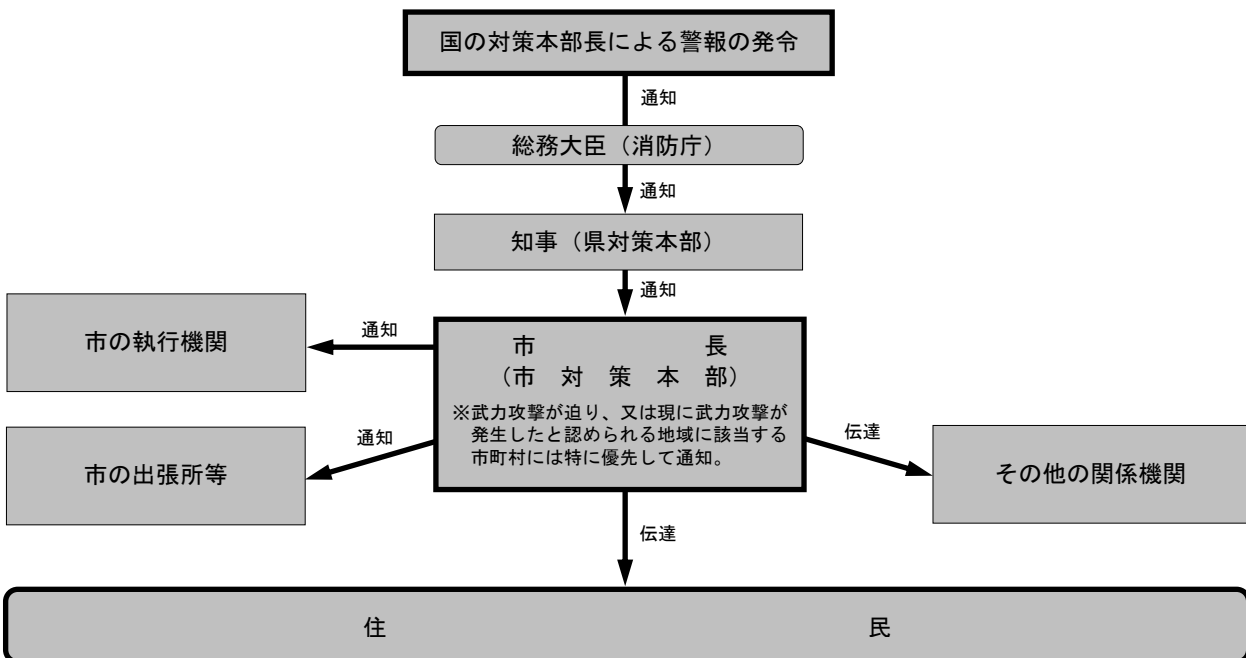 国の対策本部長による警報の発令
通知
総務大臣（消防庁）
通知
知事（県対策本部）
通知
市の執行機関
通知
市　　　　　　長
（市　対　策　本　部）
※武力攻撃が迫り、又は現に武力攻撃が
発生したと認められる地域に該当する
市町村には特に優先して通知。
通知
市の出張所等
伝達
その他の関係機関
伝達
住　　　　　　民